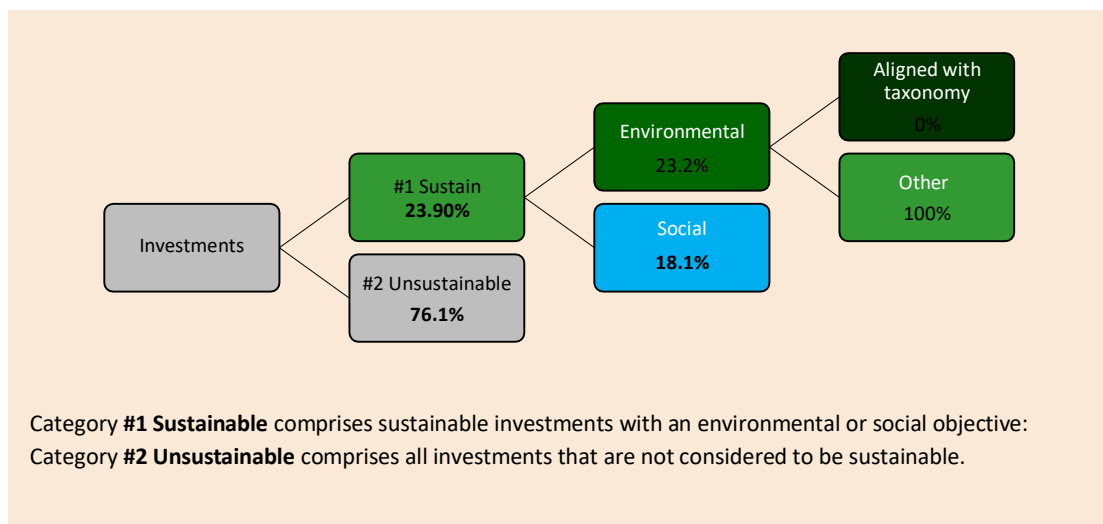 Investments
#1 Sustain
23.90%
#2 Unsustainable
76.1%
Environmental
23.2%
Social
18.1%
Aligned with
taxonomy
0%
Other
100%
Category #1 Sustainable comprises sustainable investments with an environmental or social objective:
Category #2 Unsustainable comprises all investments that are not considered to be sustainable.